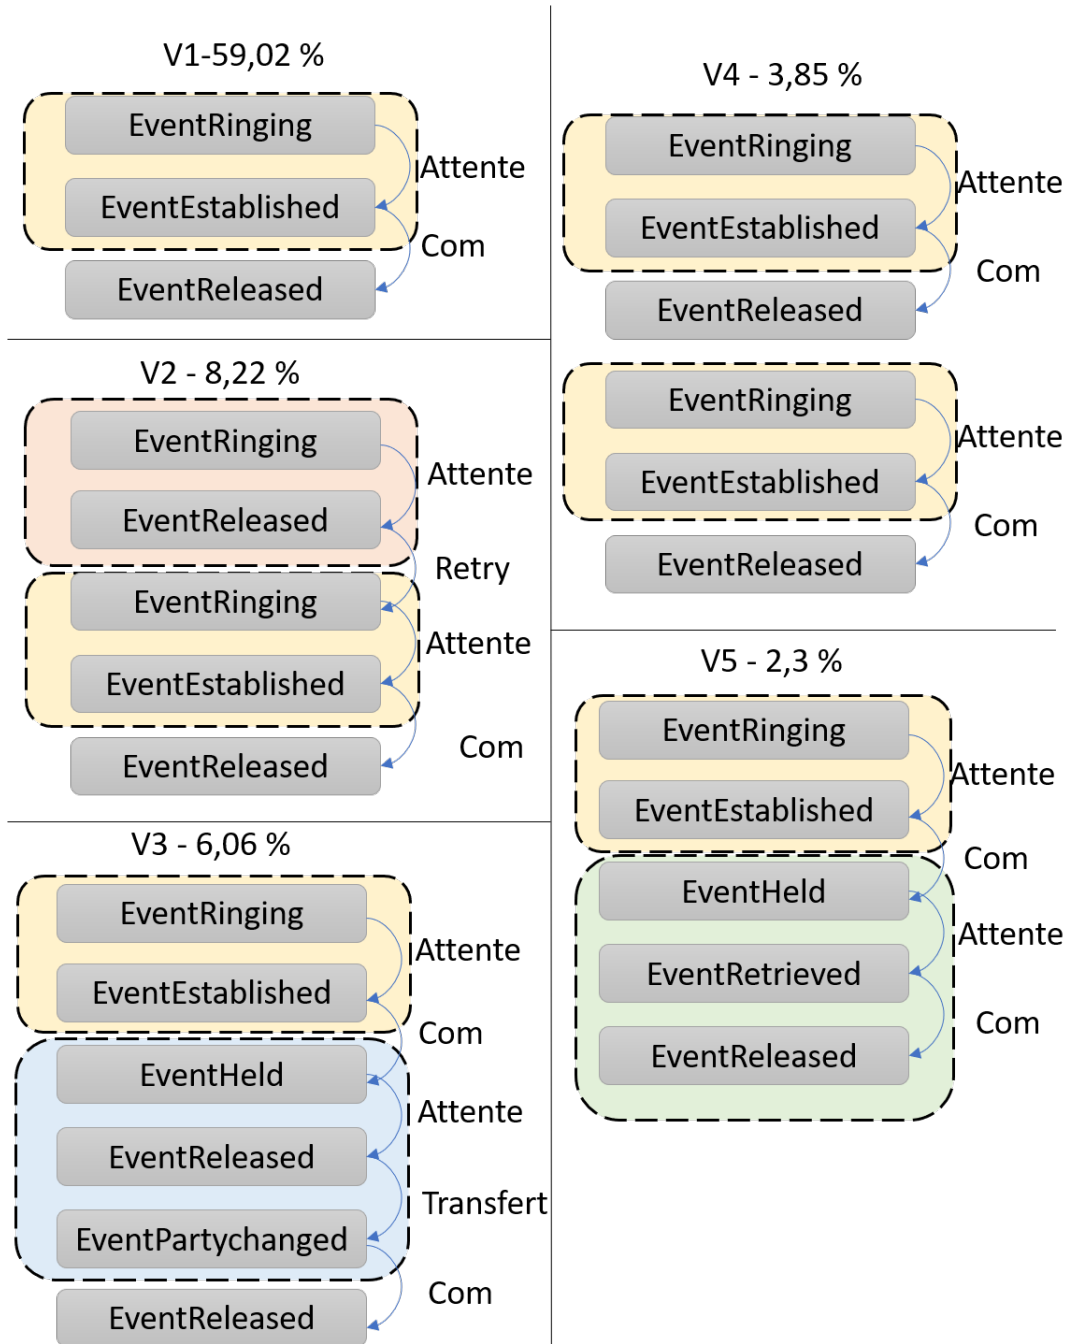 V1-59,02 %
EventRinging
Attente
EventEstablished
Com
EventReleased
V2 - 8,22 %
EventRinging
Attente
EventReleased
Retry
EventRinging
Attente
EventEstablished
Com
EventReleased
V3 - 6,06 %
EventRinging
Attente
EventEstablished
Com
EventHeld
Attente
EventReleased
Transfert
EventPartychanged
Com
EventReleased
V4 - 3,85 %
EventRinging
Attente
EventEstablished
Com
EventReleased
EventRinging
Attente
EventEstablished
Com
EventReleased
V5 - 2,3 %
EventRinging
Attente
EventEstablished
Com
EventHeld
Attente
EventRetrieved
Com
EventReleased